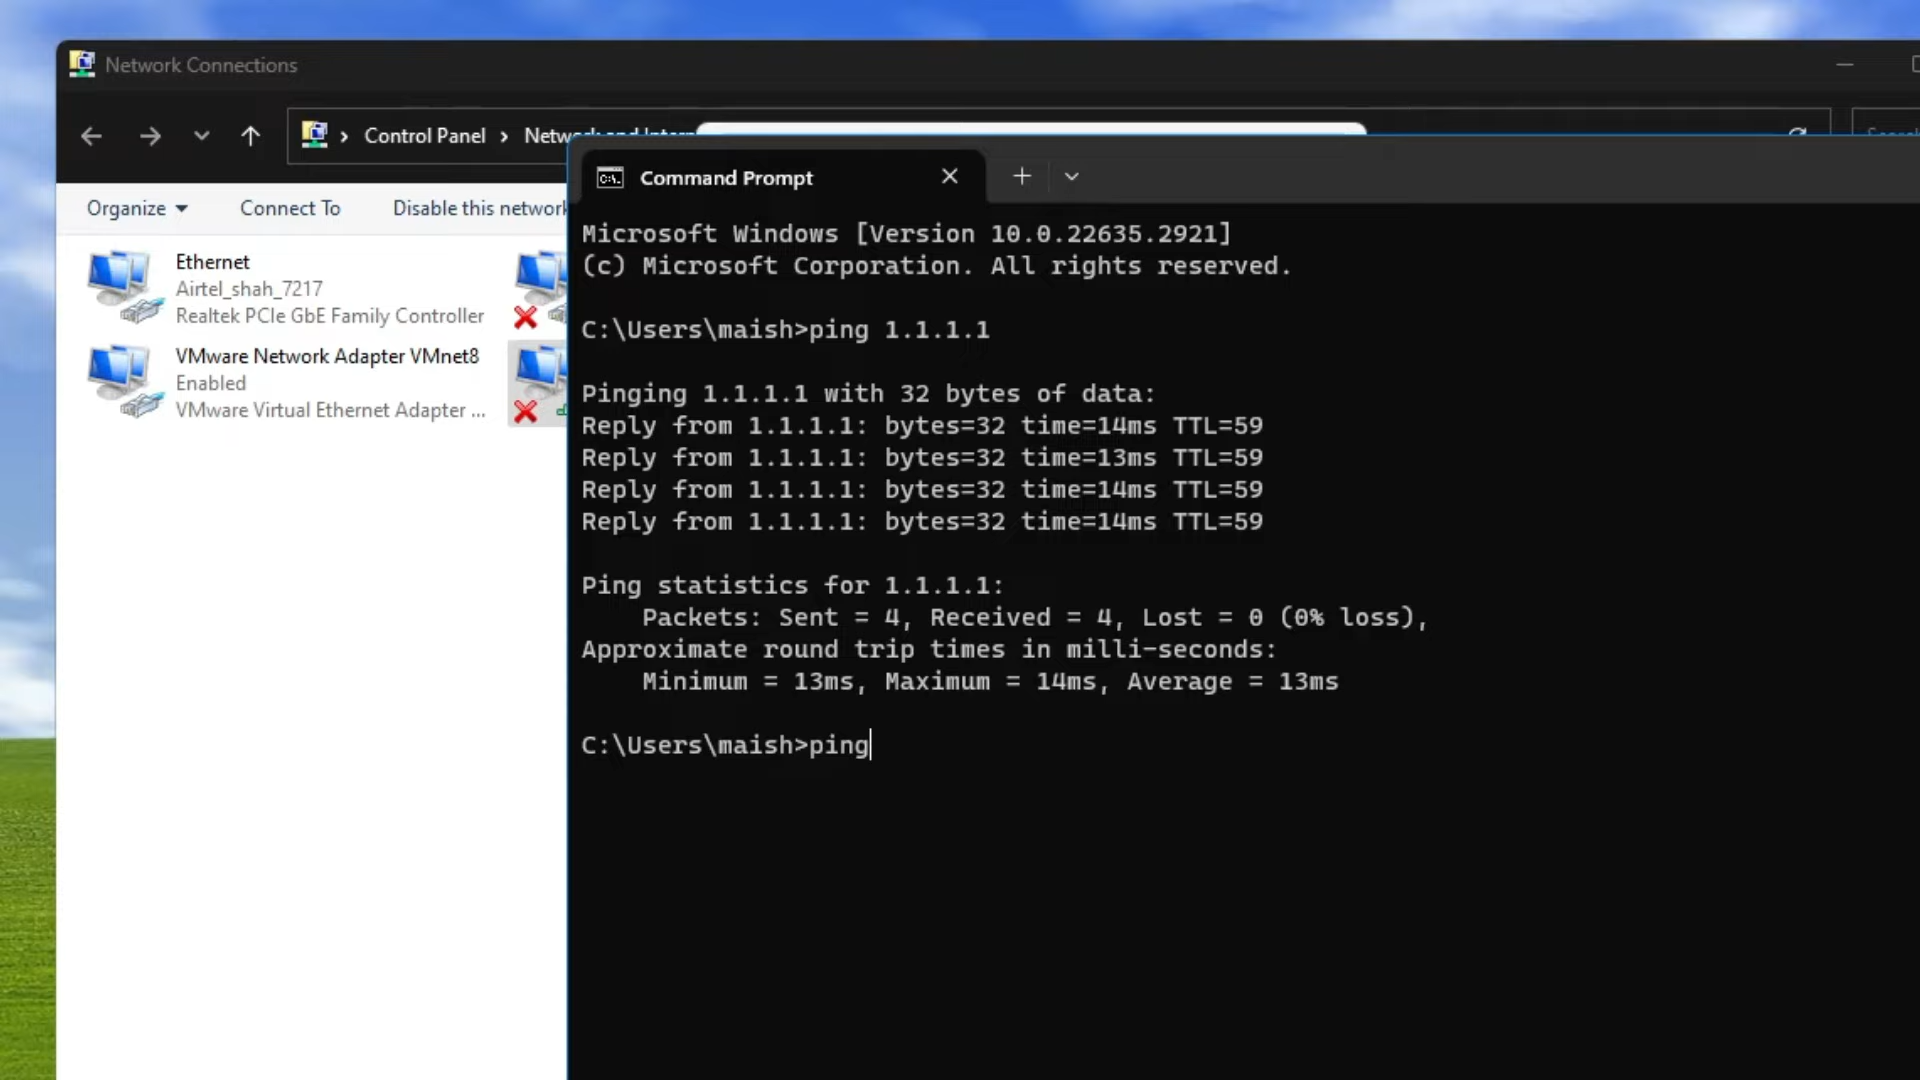 Network Connections
Control Panel
Network and Intern
Organize
Connect To
Disable this network
Ethernet
Airtel_shah_7217
Realtek PCIe GbE Family Controller
VMware Network Adapter VMnet8
Enabled
VMware Virtual Ethernet Adapter ...
Command Prompt
Microsoft Windows [Version 10.0.22635.2921]
(c) Microsoft Corporation. All rights reserved.
C:\Users\maish>ping 1.1.1.1
Pinging 1.1.1.1 with 32 bytes of data:
Reply from 1.1.1.1: bytes=32 time=14ms TTL=59
Reply from 1.1.1.1: bytes=32 time=13ms TTL=59
Reply from 1.1.1.1: bytes=32 time=14ms TTL=59
Reply from 1.1.1.1: bytes=32 time=14ms TTL=59
Ping statistics for 1.1.1.1:
Packets: Sent = 4, Received = 4, Lost = 0 (0% loss),
Approximate round trip times in milli-seconds:
Minimum = 13ms, Maximum = 14ms, Average = 13ms
C:\Users\maish>ping